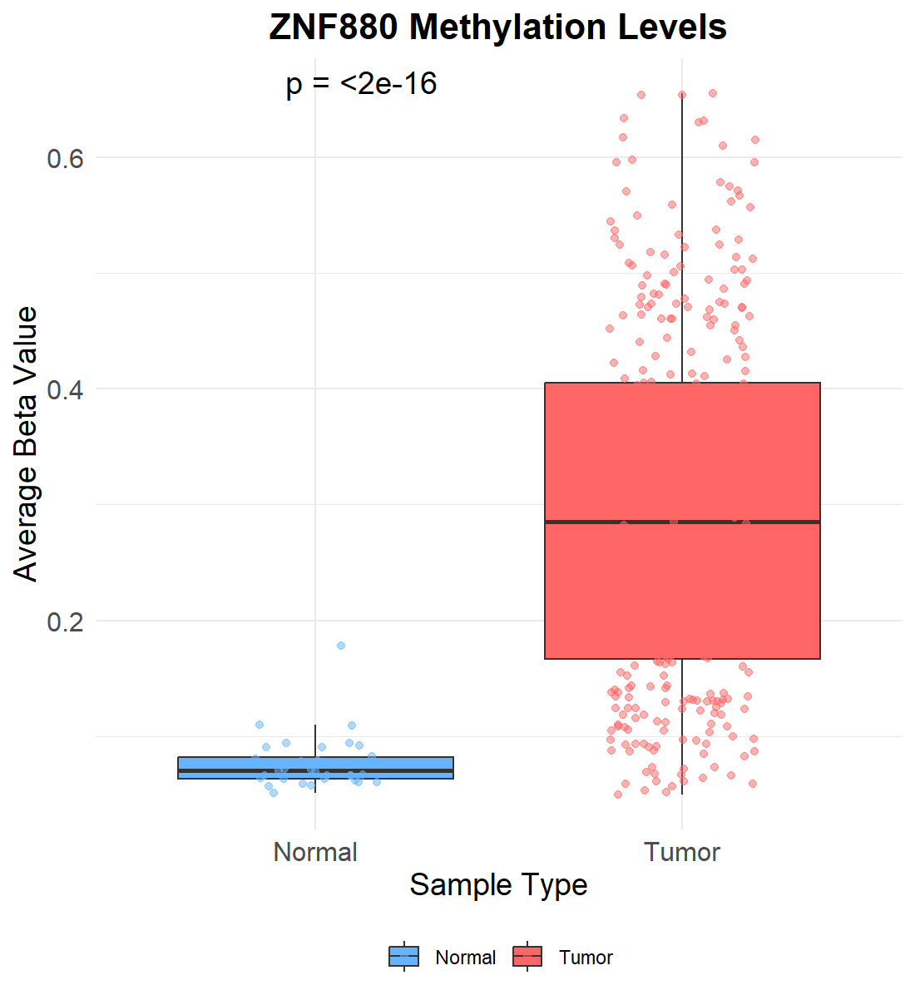 ZNF880 Methylation Levels
p = <2e-16
Average Beta Value
0.6
0.4
0.2
Normal Tumor
Sample Type
Normal Tumor